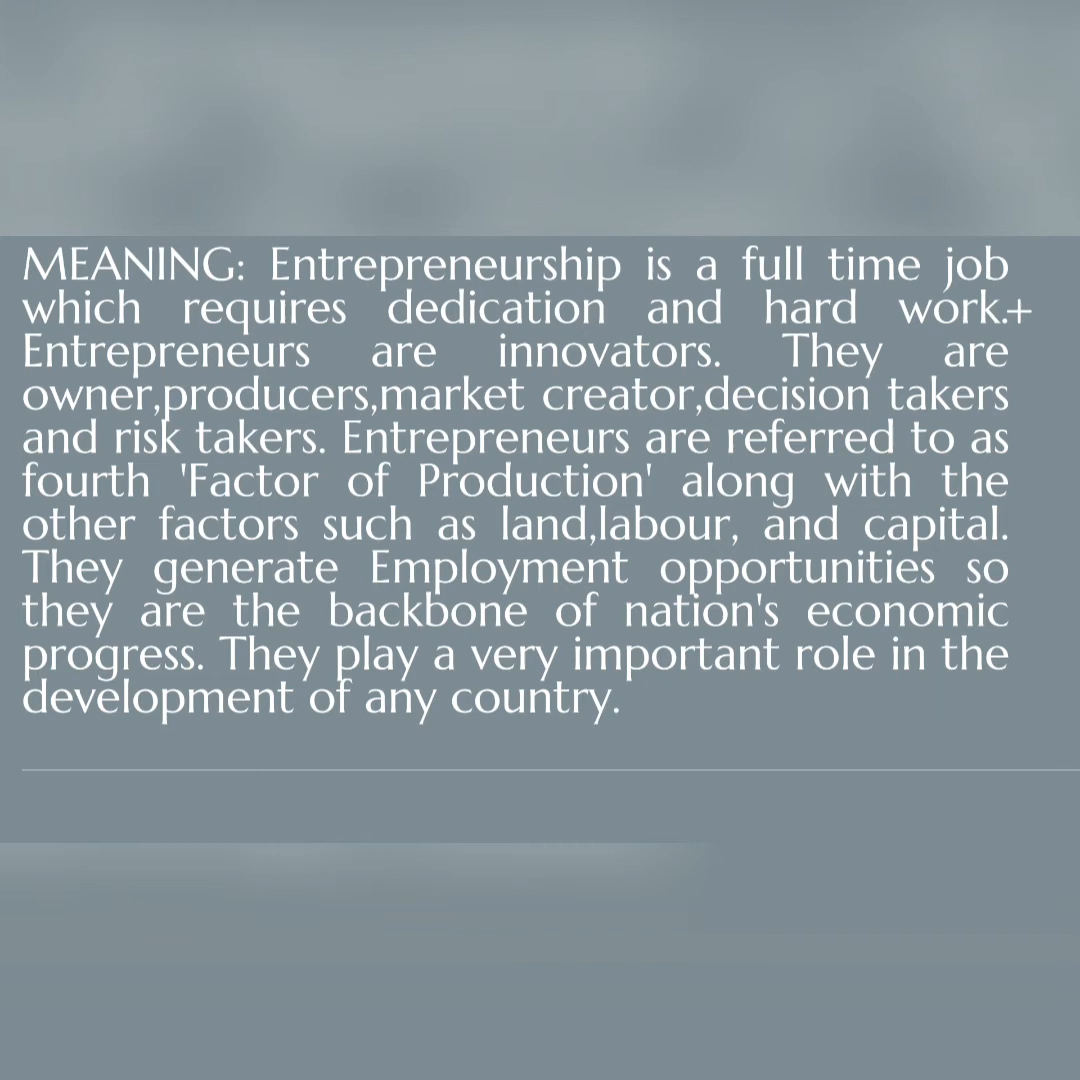 MEANING: Entrepreneurship is a full time job
which requires dedication and hard work.+
Entrepreneurs are innovators. They are
owner,producers,market creator,decision takers
and risk takers. Entrepreneurs are referred to as
fourth 'Factor of Production' along with the
other factors such as land,labour, and capital.
They generate Employment opportunities so
they are the backbone of nation's economic
progress. They play a very important role in the
development of any country.